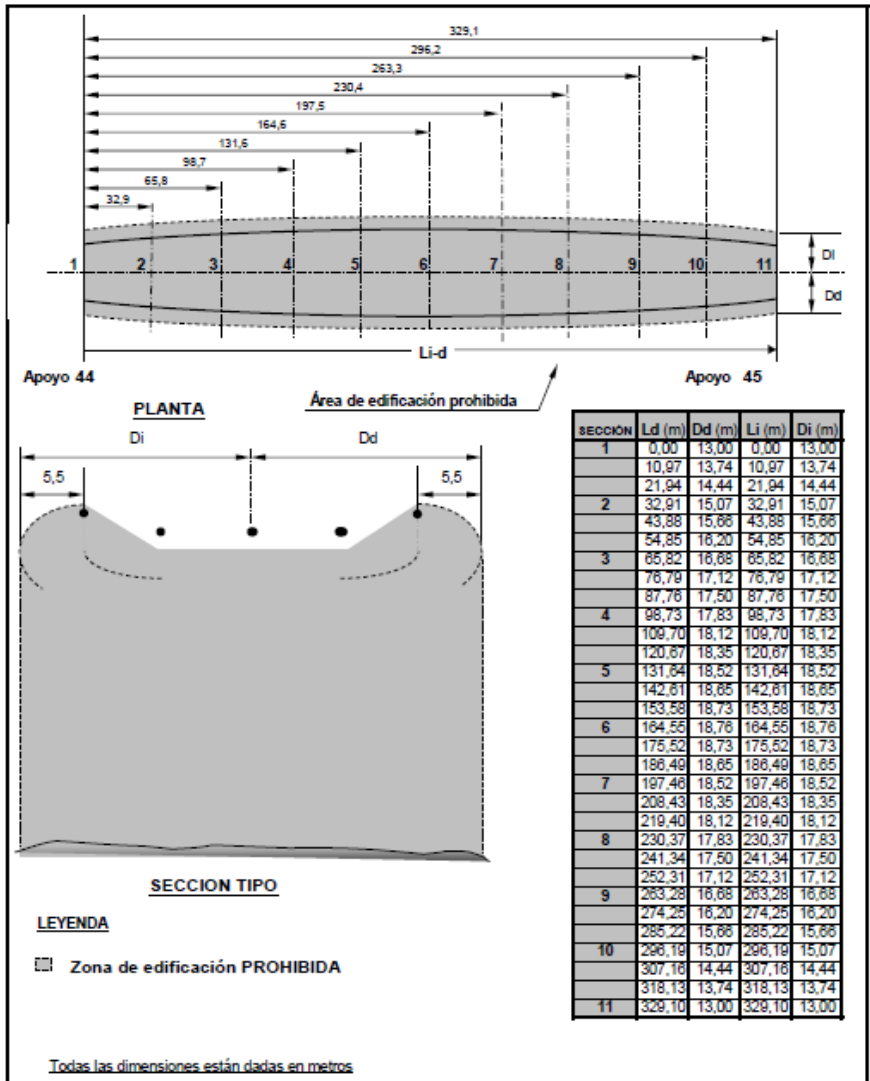 329,1
296,2
263,3
230,4
197,5
164,6
131,6
98,7
65,8
32,9
1 2 3 4 5 6 7 8 9 10 11
Di
Dd
Li-d
Apoyo 44
Apoyo 45
Área de edificación prohibida
PLANTA
Di
Dd
5,5
5,5
SECCION TIPO
LEYENDA
Zona de edificación PROHIBIDA
Todas las dimensiones están dadas en metros
SECCIÓN Ld (m) Dd (m) Li (m) Di (m)
1 0,00 13,00 0,00 13,00
10,97 13,74 10,97 13,74
21,94 14,44 21,94 14,44
2 32,91 15,07 32,91 15,07
43,88 15,66 43,88 15,66
54,85 16,20 54,85 16,20
3 65,82 16,68 65,82 16,68
76,79 17,12 76,79 17,12
87,76 17,50 87,76 17,50
4 98,73 17,83 98,73 17,83
109,70 18,12 109,70 18,12
120,67 18,35 120,67 18,35
5 131,64 18,52 131,64 18,52
142,61 18,65 142,61 18,65
153,58 18,73 153,58 18,73
6 164,55 18,76 164,55 18,76
175,52 18,73 175,52 18,73
186,49 18,65 186,49 18,65
7 197,46 18,52 197,46 18,52
208,43 18,35 208,43 18,35
219,40 18,12 219,40 18,12
8 230,37 17,83 230,37 17,83
241,34 17,50 241,34 17,50
252,31 17,12 252,31 17,12
9 263,28 16,68 263,28 16,68
274,25 16,20 274,25 16,20
285,22 15,66 285,22 15,66
10 296,19 15,07 296,19 15,07
307,16 14,44 307,16 14,44
318,13 13,74 318,13 13,74
11 329,10 13,00 329,10 13,00